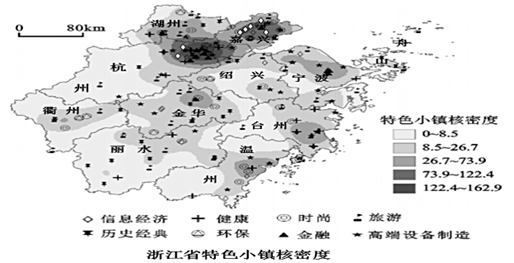 0 80km
湖州
嘉兴
舟山
杭州
绍兴
宁波
衢州
金华
台州
丽水
温州
特色小镇核密度
0~8.5
8.5~26.7
26.7~73.9
73.9~122.4
122.4~162.9
信息经济 健康 时尚 旅游
历史经典 环保 金融 高端设备制造
浙江省特色小镇核密度